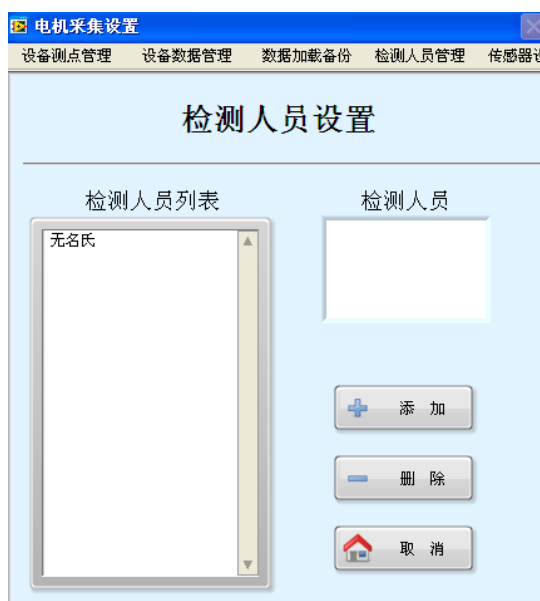 电机采集设置
设备测点管理 设备数据管理 数据加载备份 检测人员管理 传感器
检测人员设置
检测人员列表 检测人员
无名氏
添 加
删 除
取 消